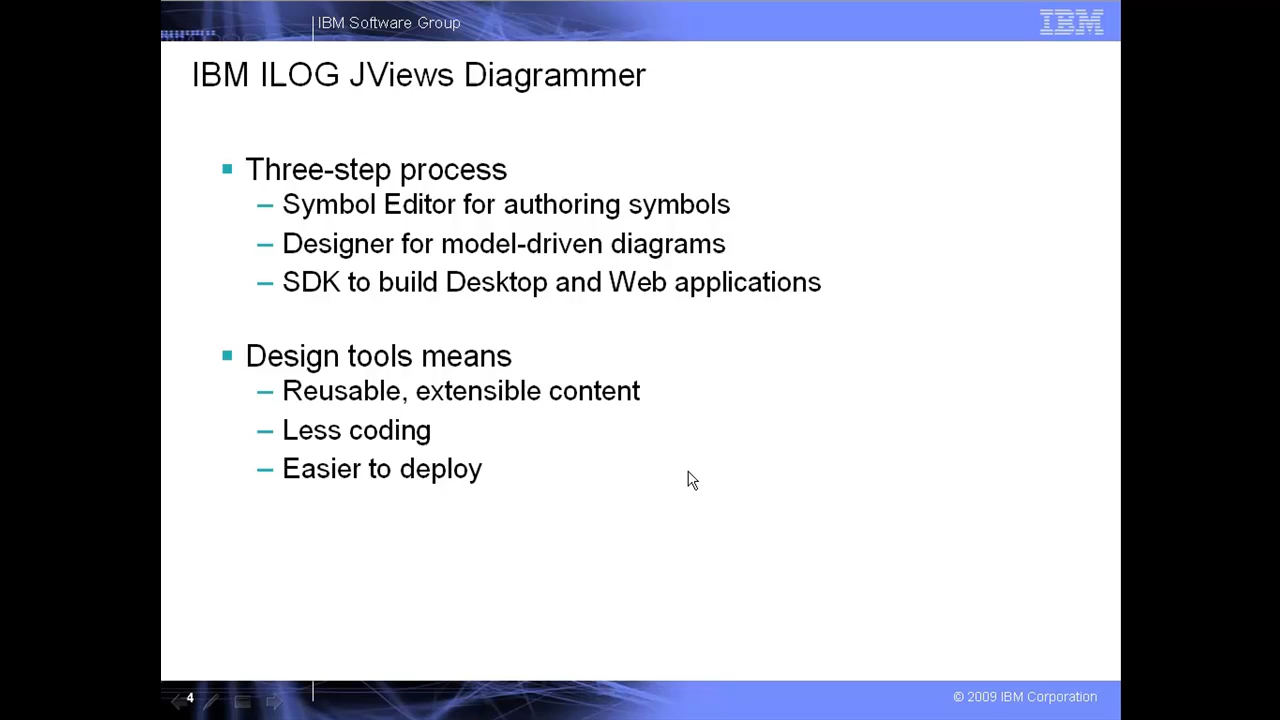 IBM Software Group
IBM
IBM ILOG JViews Diagrammer
Three-step process
– Symbol Editor for authoring symbols
– Designer for model-driven diagrams
– SDK to build Desktop and Web applications
Design tools means
– Reusable, extensible content
– Less coding
– Easier to deploy
4
© 2009 IBM Corporation